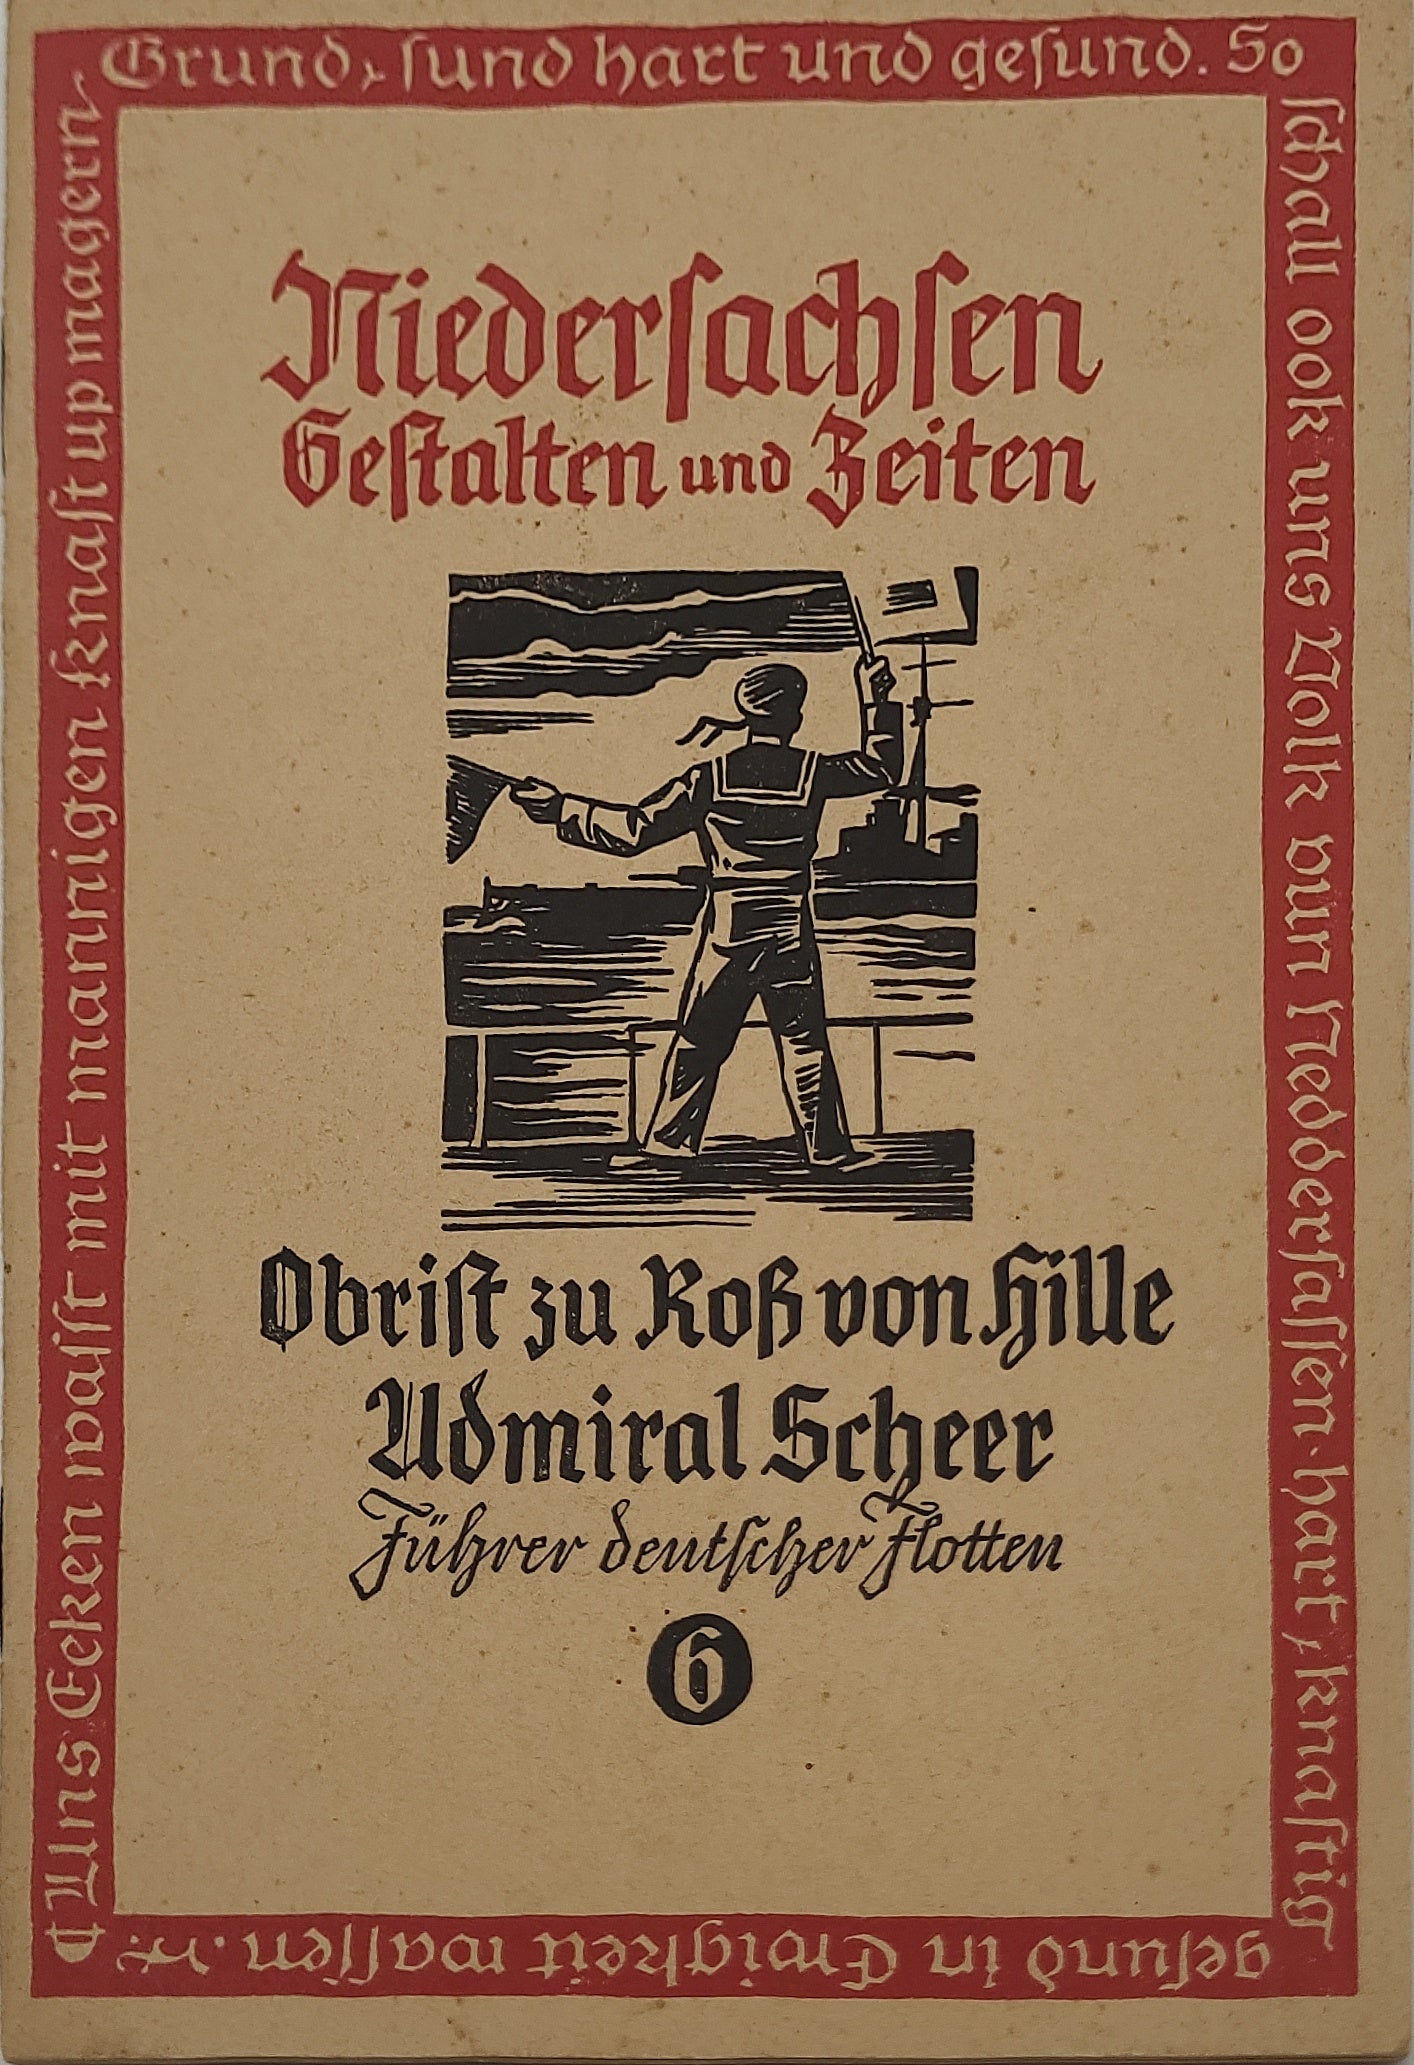 Uns Ecken wasst mit mannigen Knast up magern
Grund, sund hart und gesund. So
schall ook uns Volk vun Neddersassen · hart, knastig
gesund in Ewigkeit wassen.
Niedersachsen
Gestalten und Zeiten
Obrist zu Roß von Hille
Admiral Scheer
Führer deutscher Flotten
6